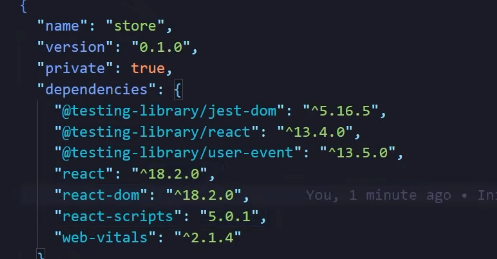 {
"name": "store",
"version": "0.1.0",
"private": true,
"dependencies": {
"@testing-library/jest-dom": "^5.16.5",
"@testing-library/react": "^13.4.0",
"@testing-library/user-event": "^13.5.0",
"react": "^18.2.0",
"react-dom": "^18.2.0", You, 1 minute ago •
"react-scripts": "5.0.1",
"web-vitals": "^2.1.4"
}